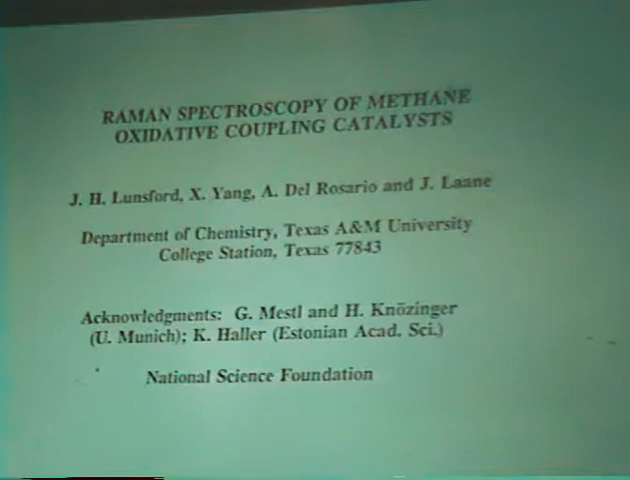 RAMAN SPECTROSCOPY OF METHANE
OXIDATIVE COUPLING CATALYSTS
J. H. Lunsford, X. Yang, A. Del Rosario and J. Laane
Department of Chemistry, Texas A&M University
College Station, Texas 77843
Acknowledgments: G. Mestl and H. Knözinger
(U. Munich); K. Haller (Estonian Acad. Sci.)
National Science Foundation